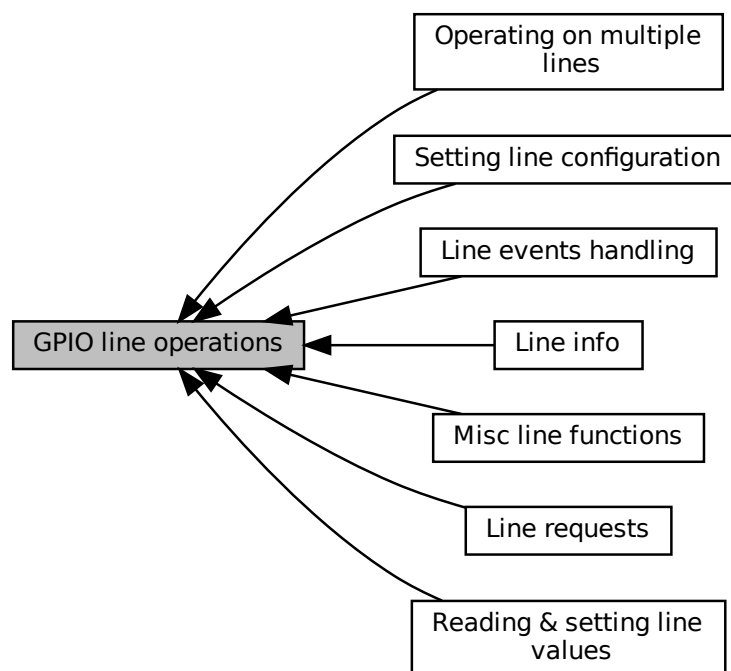 Operating on multiple
lines
Setting line configuration
Line events handling
GPIO line operations
Line info
Misc line functions
Line requests
Reading & setting line
values